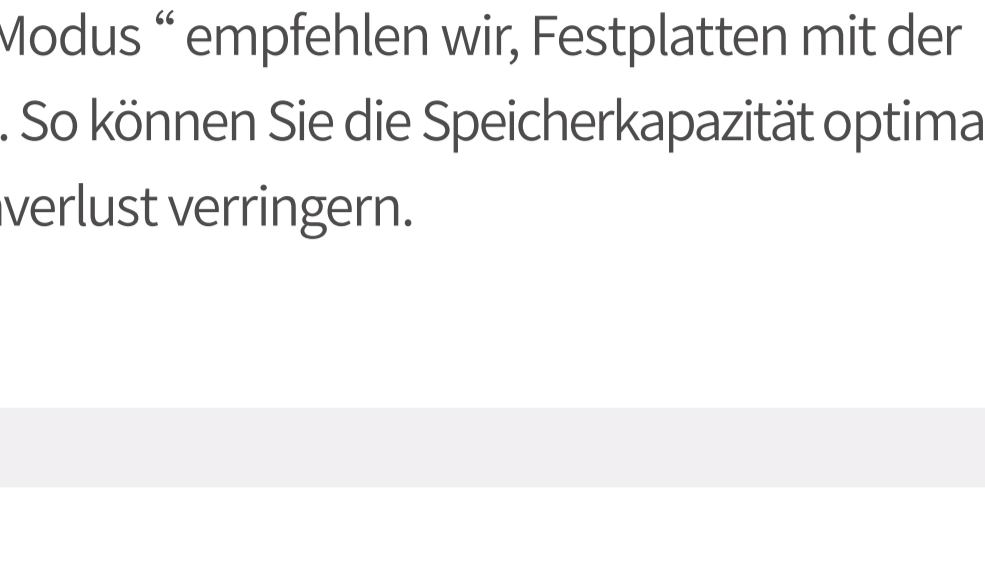 Modus “ empfehlen wir, Festplatten mit der
. So können Sie die Speicherkapazität optima
verlust verringern.